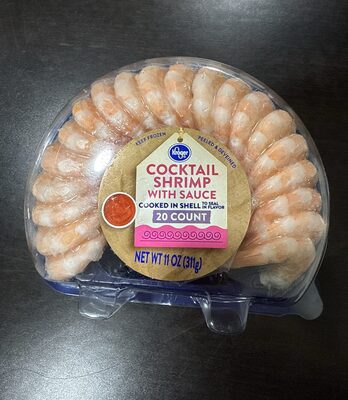 KEEP FROZEN
PEELED & DEVEINED
Kroger
COCKTAIL
SHRIMP
WITH SAUCE
COOKED IN SHELL TO SEAL IN FLAVOR
20 COUNT
NET WT 11 OZ (311g)